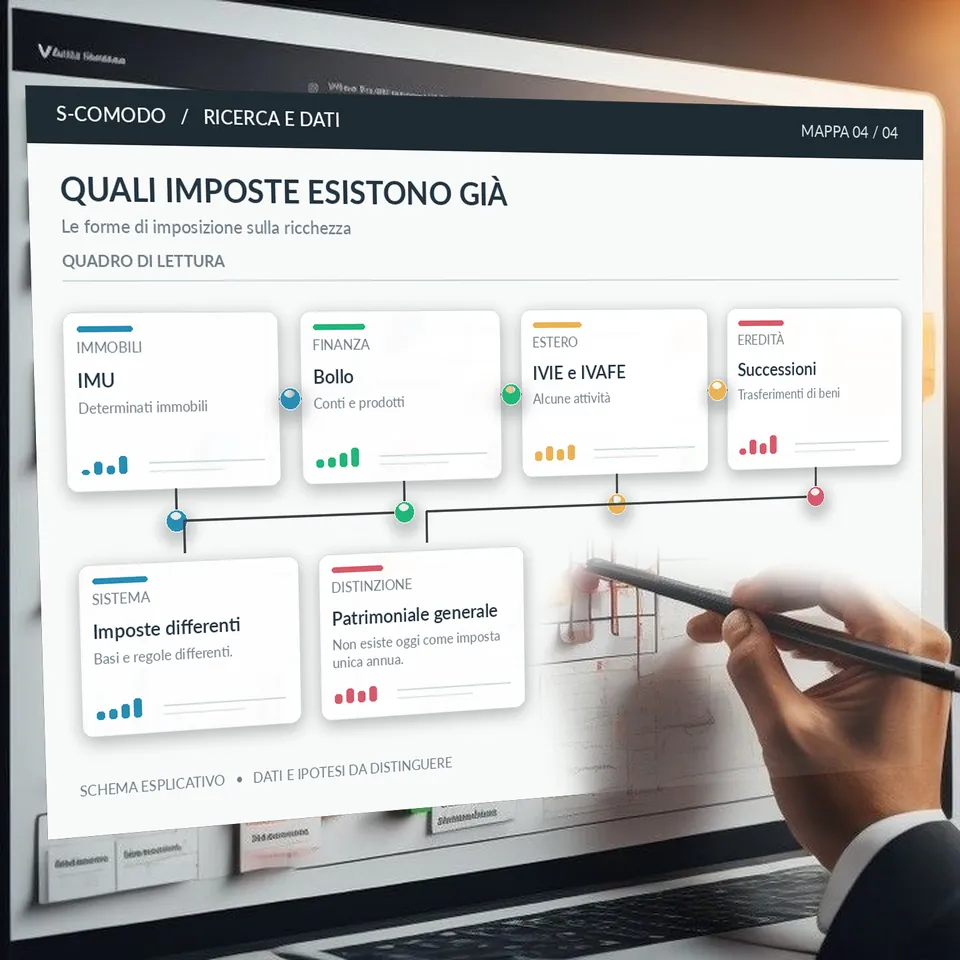 S-COMODO / RICERCA E DATI
MAPPA 04 / 04
QUALI IMPOSTE ESISTONO GIÀ
Le forme di imposizione sulla ricchezza
QUADRO DI LETTURA
IMMOBILI
IMU
Determinati immobili
FINANZA
Bollo
Conti e prodotti
ESTERO
IVIE e IVAFE
Alcune attività
EREDITÀ
Successioni
Trasferimenti di beni
SISTEMA
Imposte differenti
Basi e regole differenti.
DISTINZIONE
Patrimoniale generale
Non esiste oggi come imposta
unica annua.
SCHEMA ESPLICATIVO • DATI E IPOTESI DA DISTINGUERE